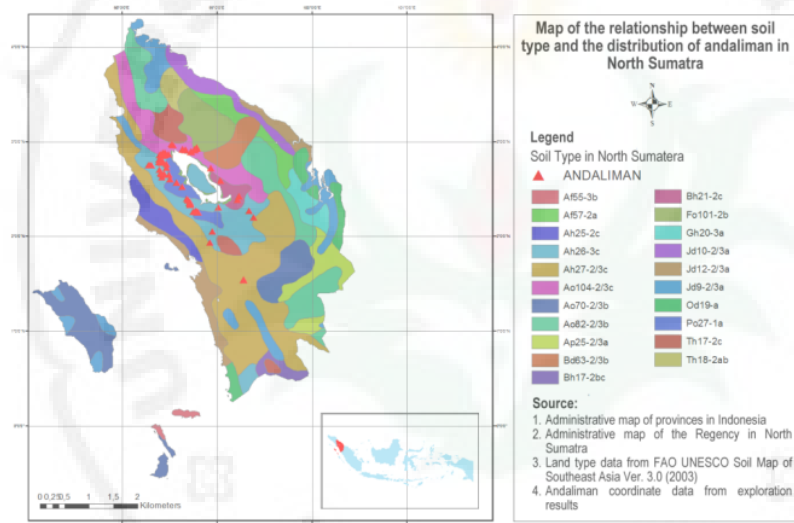 Map of the relationship between soil
type and the distribution of andaliman in
North Sumatra
N
W
E
S
Legend
Soil Type in North Sumatera
ANDALIMAN
Af55-3b
Af57-2a
Ah25-2c
Ah26-3c
Ah27-2/3c
Ao104-2/3c
Ao70-2/3b
Ao82-2/3b
Ap25-2/3a
Bd63-2/3b
Bh17-2bc
Bh21-2c
Fo101-2b
Gh20-3a
Jd10-2/3a
Jd12-2/3a
Jd9-2/3a
Od19-a
Po27-1a
Th17-2c
Th18-2ab
Source:
1. Administrative map of provinces in Indonesia
2. Administrative map of the Regency in North
Sumatra
3. Land type data from FAO UNESCO Soil Map of
Southeast Asia Ver. 3.0 (2003)
4. Andaliman coordinate data from exploration
results
0 0,25 0,5 1 1,5 2
Kilometers